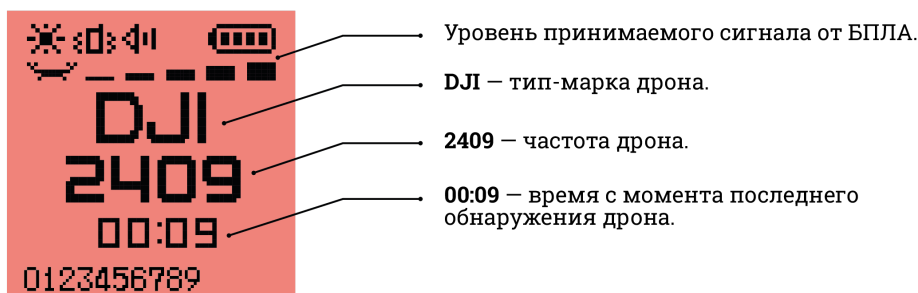 Уровень принимаемого сигнала от БПЛА.
DJI
DJI — тип-марка дрона.
2409
2409 — частота дрона.
00:09
00:09 — время с момента последнего
обнаружения дрона.
0123456789